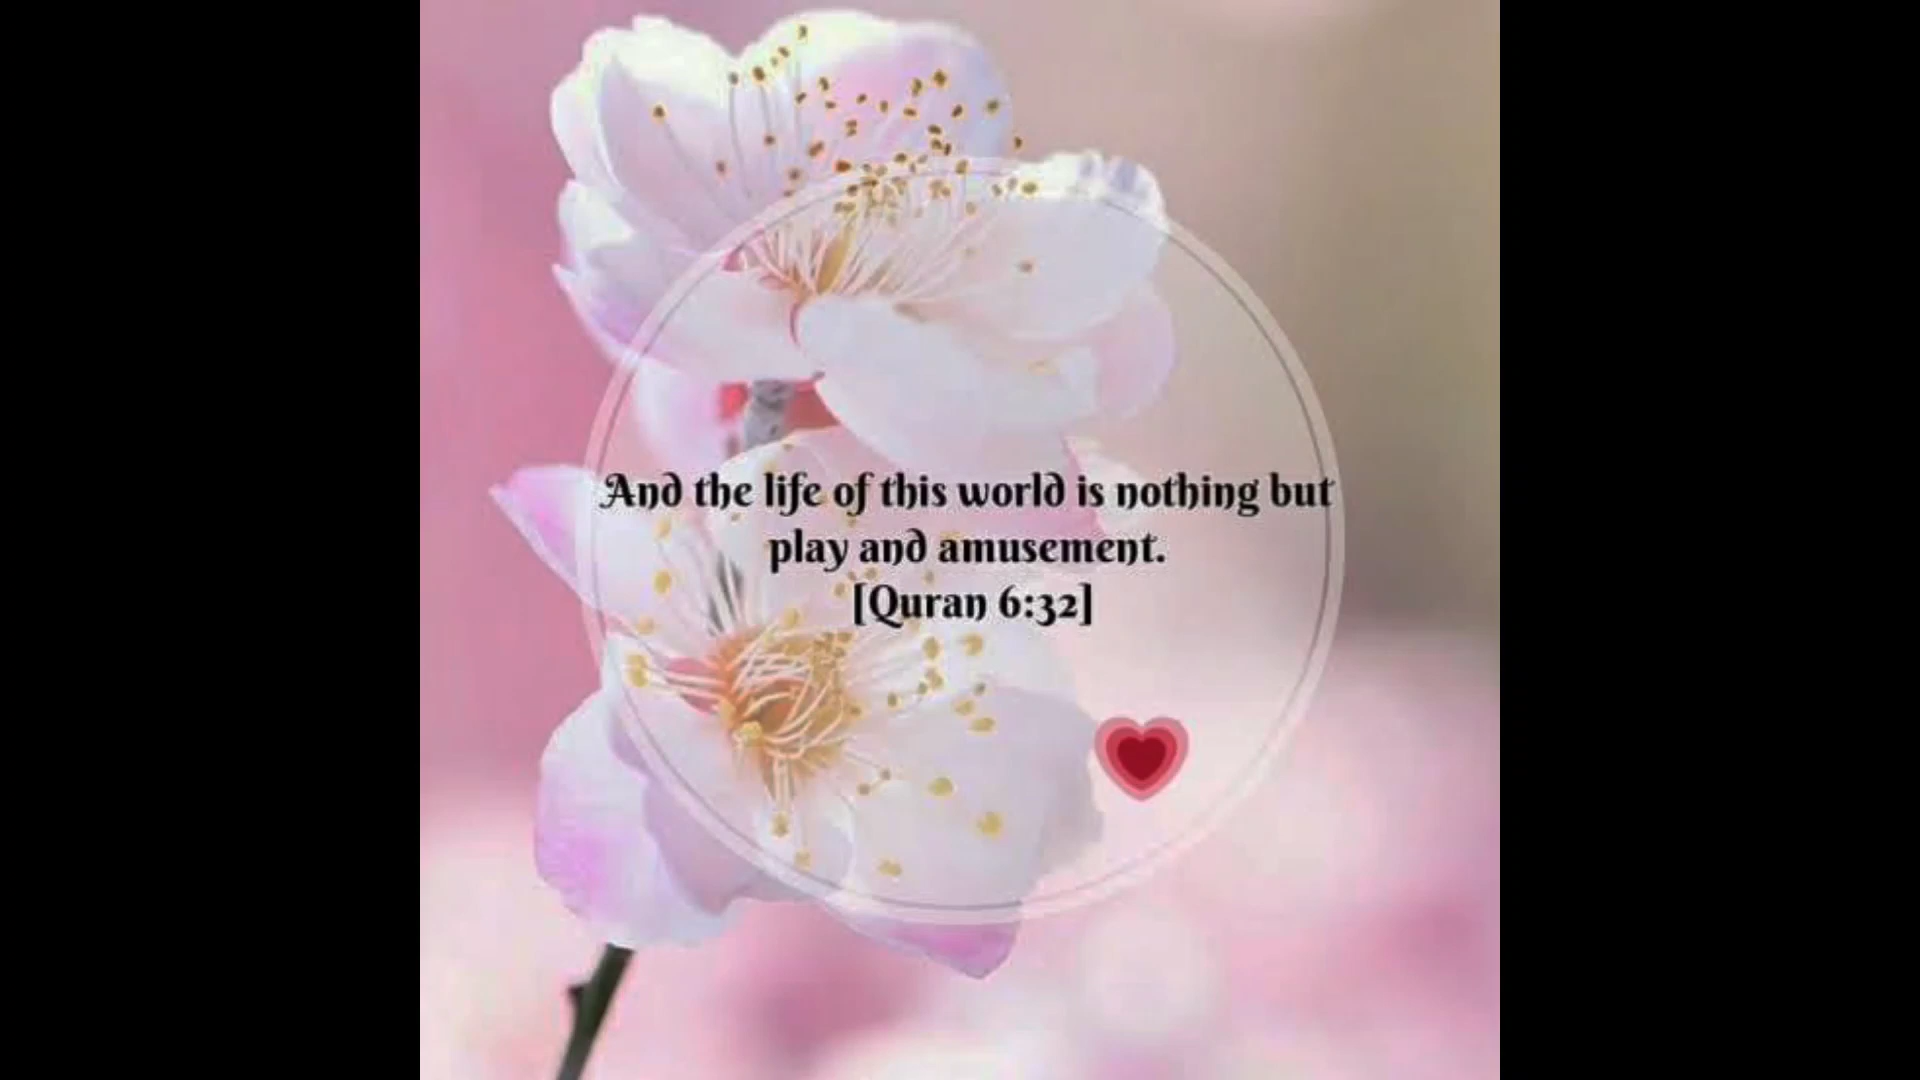 And the life of this world is nothing but
play and amusement.
[Quran 6:32]